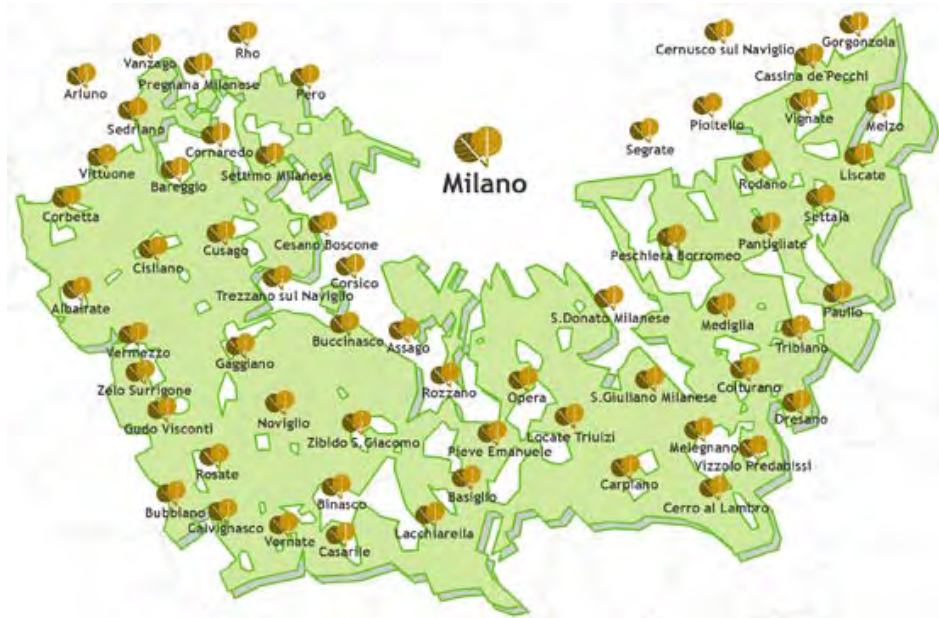 Rho
Gorgonzola
Cernusco sul Naviglio
Vanzago
Cassina de'Pecchi
Pregnana Milanese
Arluno
Pero
Sedriano
Pioltello
Vignate
Melzo
Segrate
Cornaredo
Vittuone
Bareggio
Settimo Milanese
Milano
Rodano
Liscate
Corbetta
Settala
Cusago
Cesano Boscone
Pantigliate
Cisliano
Peschiera Borromeo
Corsico
Trezzano sul Naviglio
Albairate
S.Donato Milanese
Mediglia
Paullo
Buccinasco
Assago
Tribiano
Vermezzo
Gaggiano
Zelo Surrigone
Rozzano
Opera
S.Giuliano Milanese
Colturano
Gudo Visconti
Noviglio
Zibido S.Giacomo
Locate Triulzi
Dresano
Pieve Emanuele
Melegnano
Vizzolo Predabissi
Rosate
Carpiano
Basiglio
Binasco
Cerro al Lambro
Bubbiano
Calvignasco
Vernate
Casarile
Lacchiarella